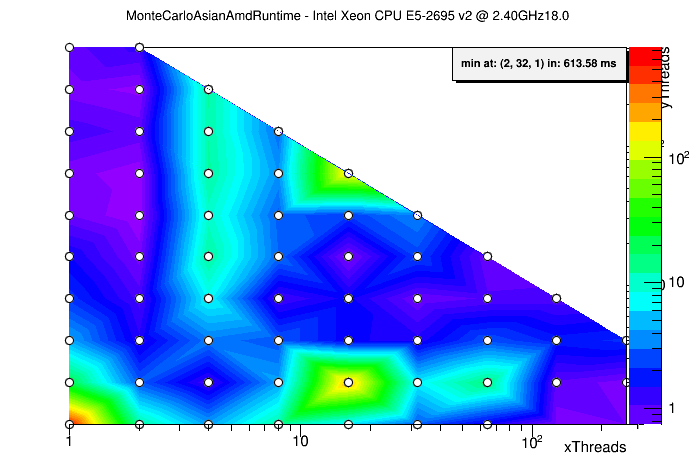 MonteCarloAsianAmdRuntime - Intel Xeon CPU E5-2695 v2 @ 2.40GHz18.0
min at: (2, 32, 1) in: 613.58 ms
yThreads
10²
10
1
1
10
10²
xThreads